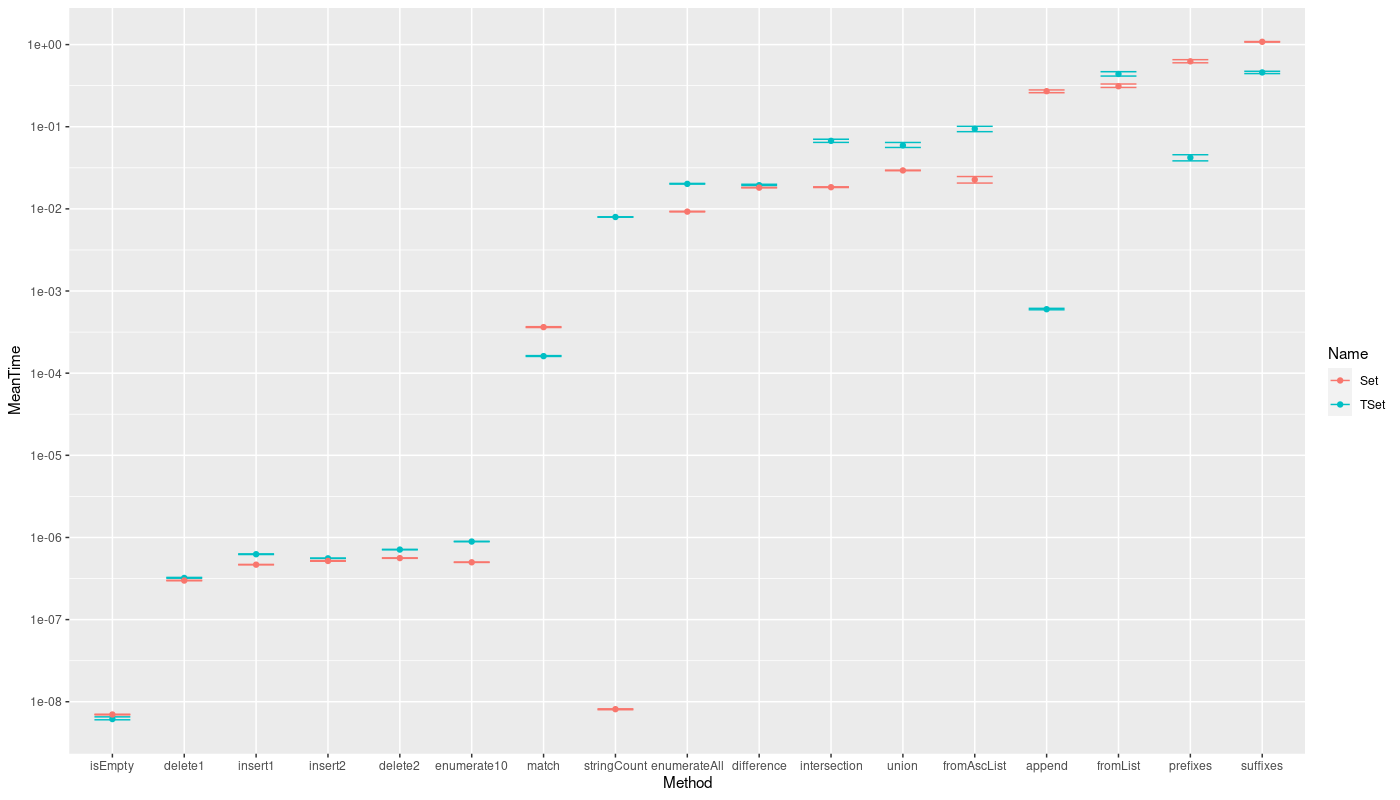 1e+00
1e-01
1e-02
1e-03
1e-04
1e-05
1e-06
1e-07
1e-08
MeanTime
isEmpty delete1 insert1 insert2 delete2 enumerate10 match stringCount enumerateAll difference intersection union fromAscList append fromList prefixes suffixes
Method
Name
Set
TSet